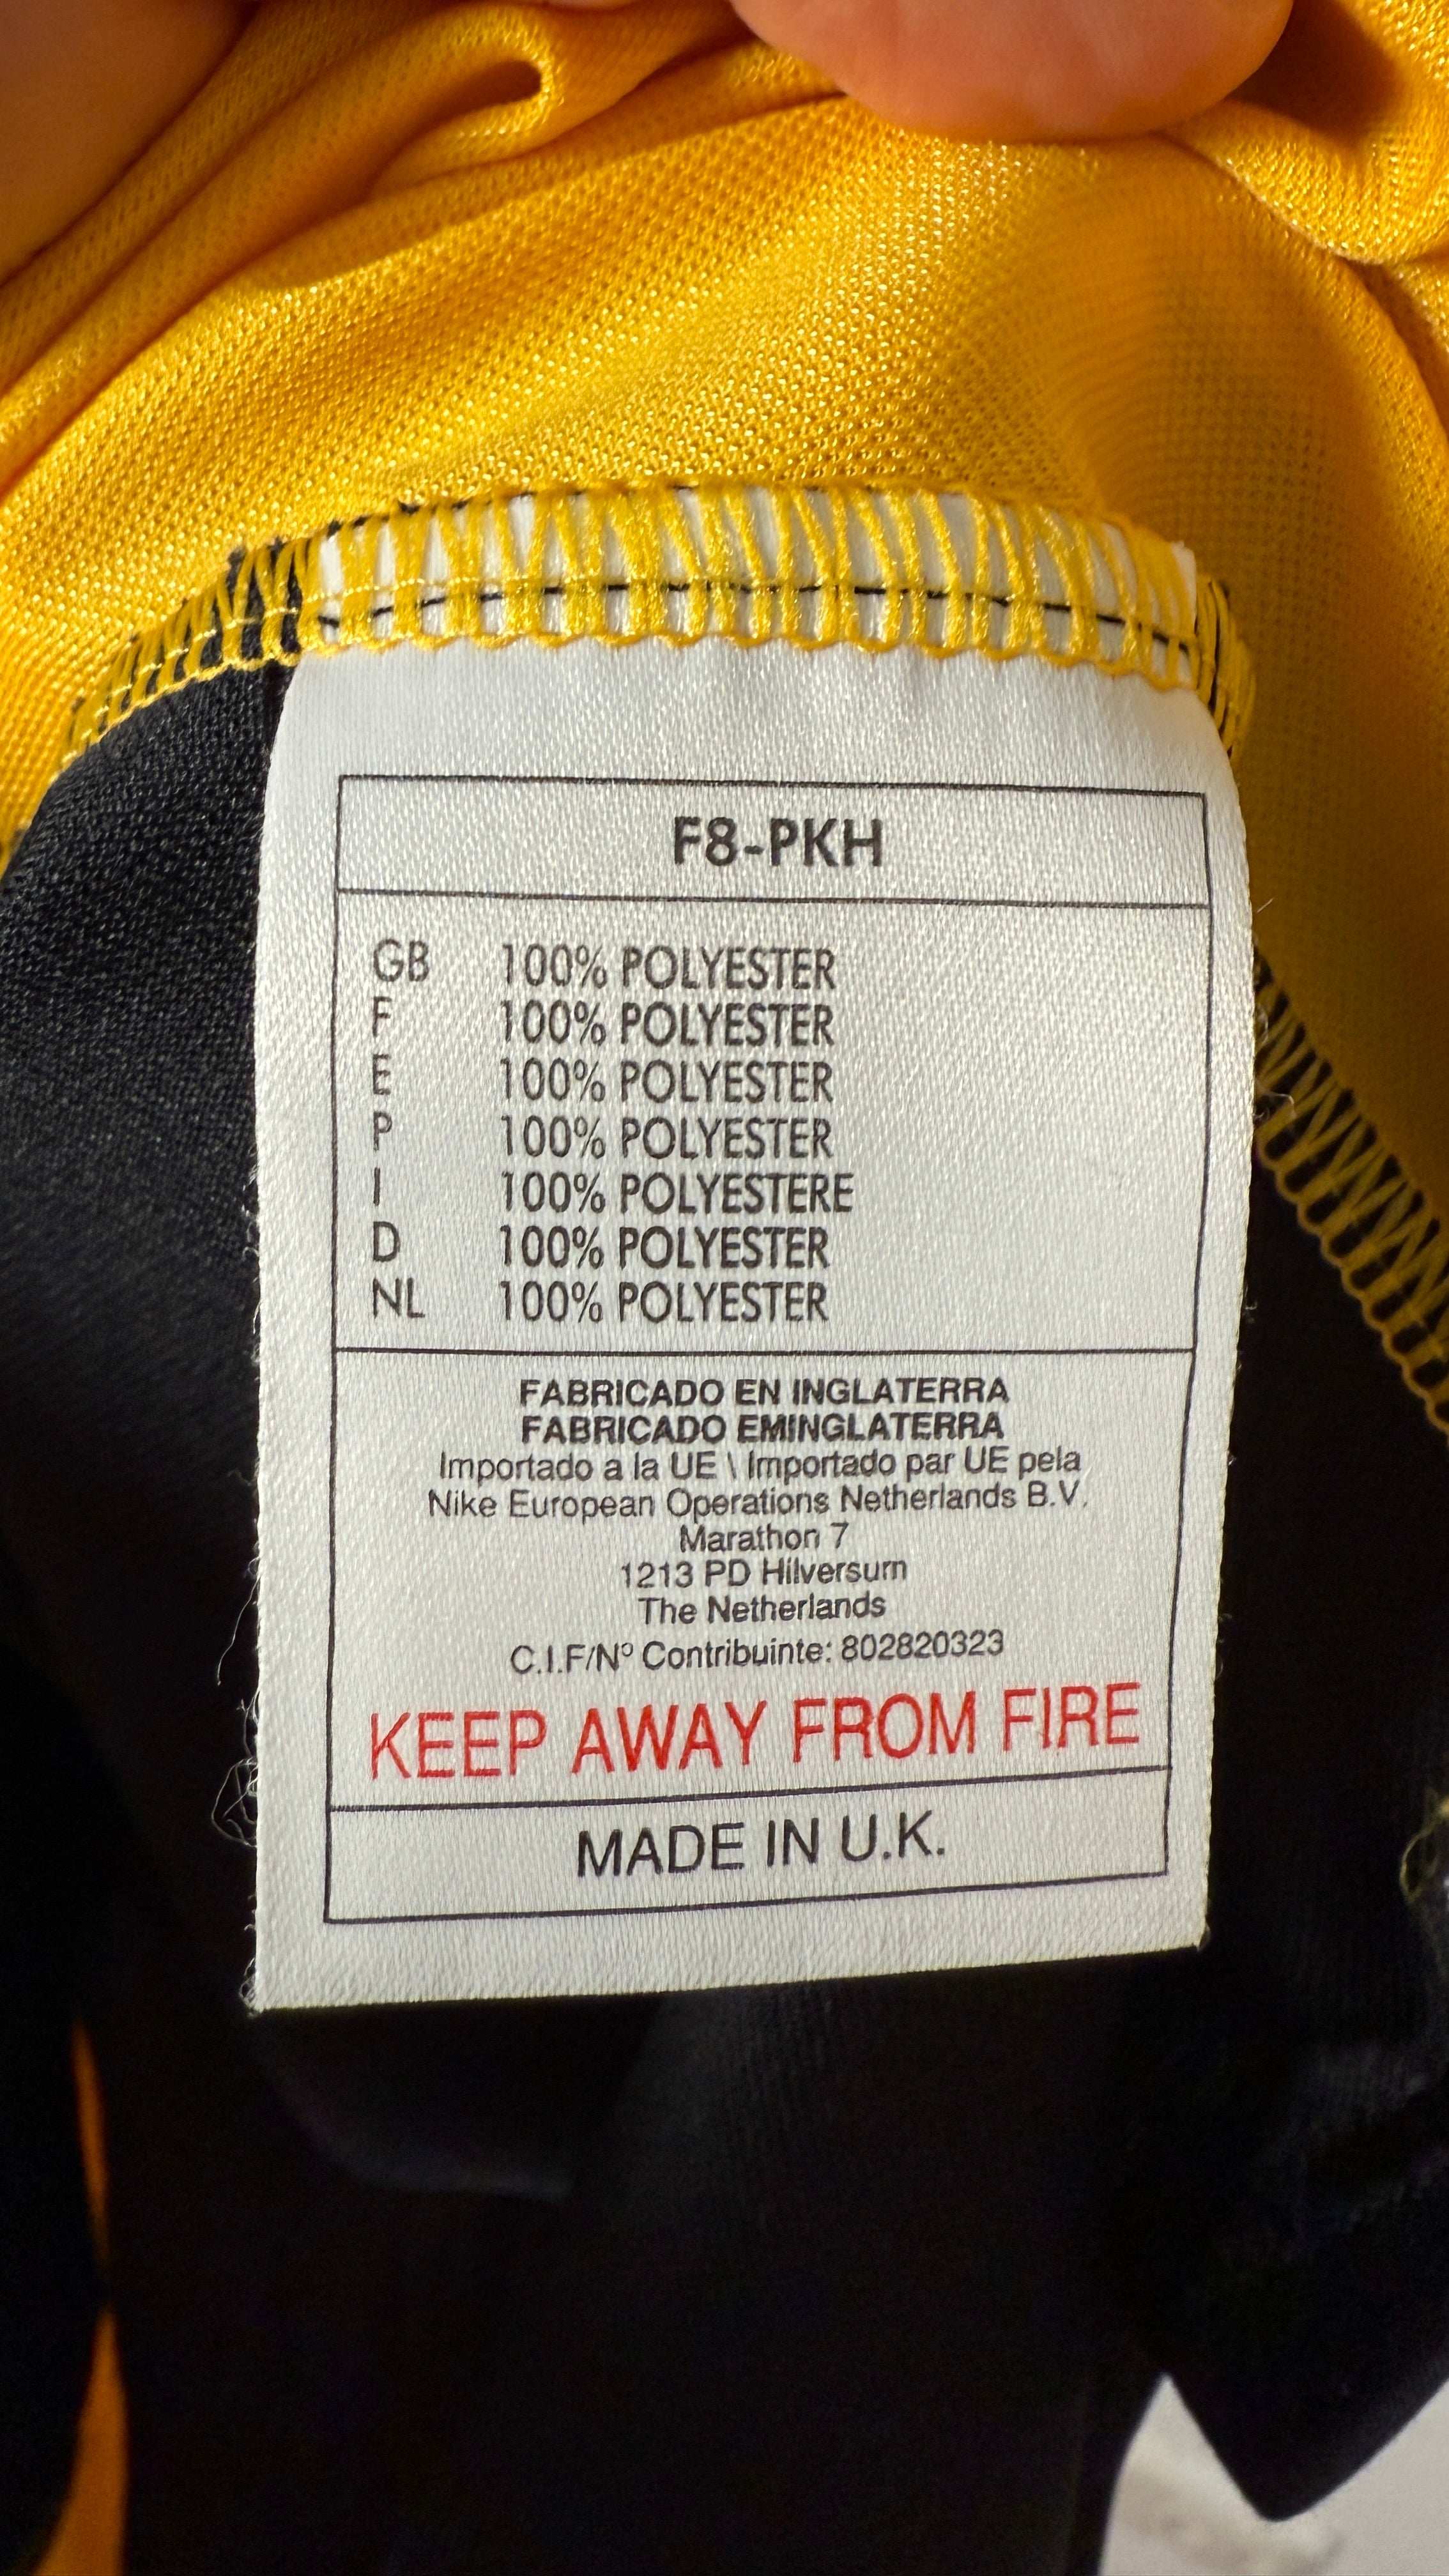 F8-PKH
GB 100% POLYESTER
F 100% POLYESTER
E 100% POLYESTER
P 100% POLYESTER
I 100% POLYESTERE
D 100% POLYESTER
NL 100% POLYESTER
FABRICADO EN INGLATERRA
FABRICADO EMINGLATERRA
Importado a la UE \ Importado par UE pela
Nike European Operations Netherlands B.V.
Marathon 7
1213 PD Hilversum
The Netherlands
C.I.F/Nº Contribuinte: 802820323
KEEP AWAY FROM FIRE
MADE IN U.K.